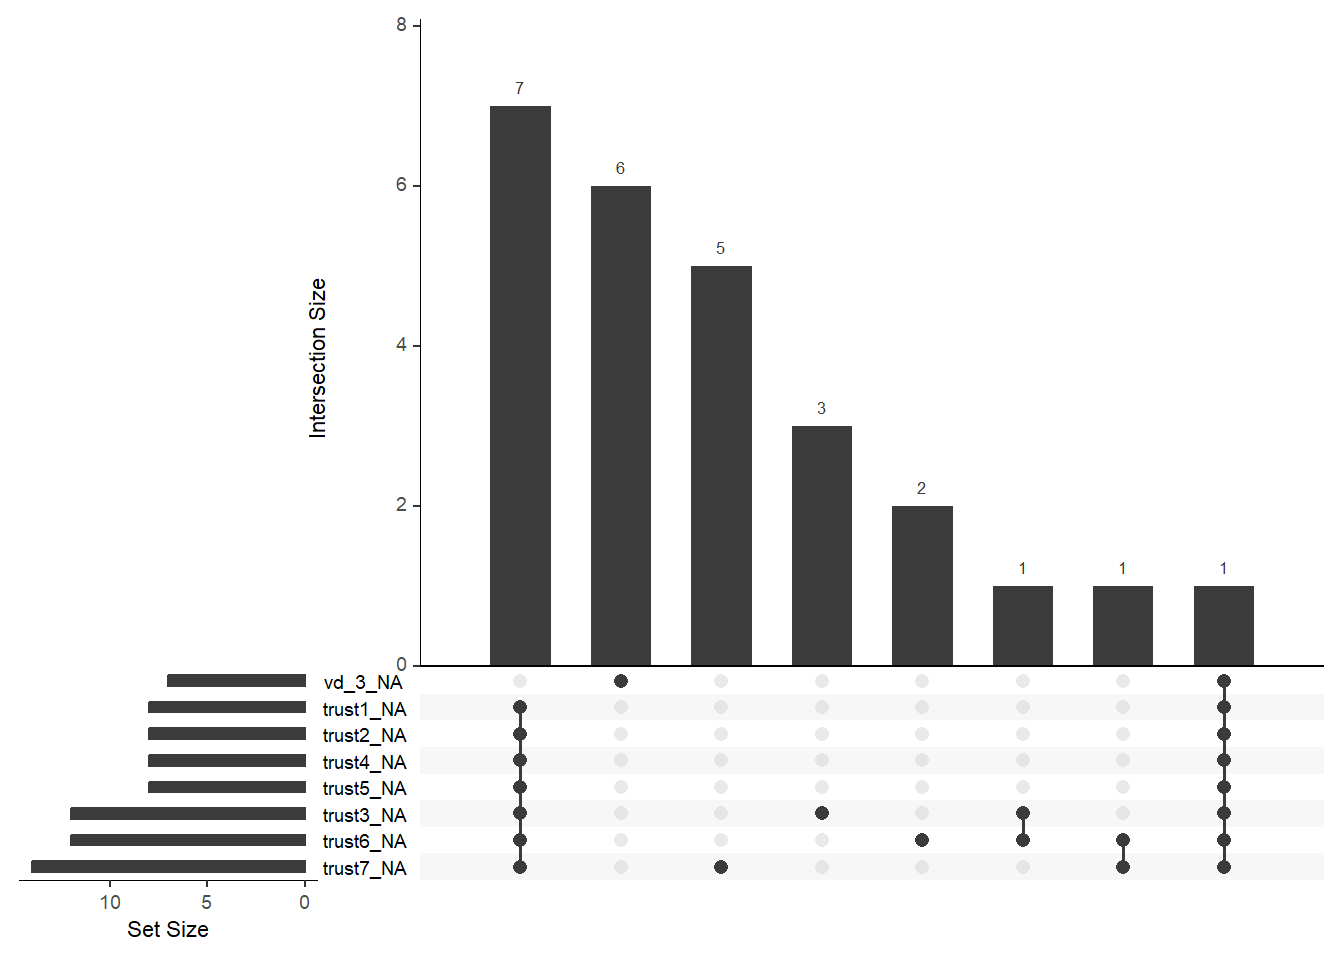 8
7
6
6
5
Intersection Size
4
3
2
2
1
1
1
0
vd_3_NA
trust1_NA
trust2_NA
trust4_NA
trust5_NA
trust3_NA
trust6_NA
trust7_NA
10 5 0
Set Size